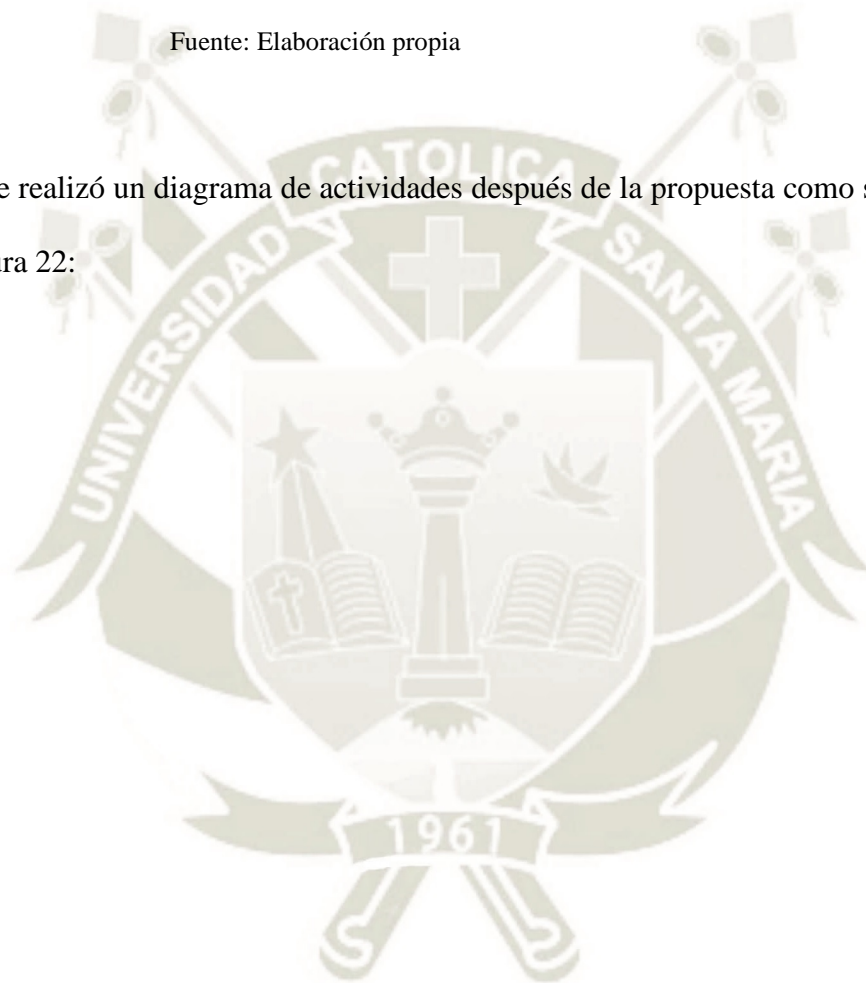 Fuente: Elaboración propia
e realizó un diagrama de actividades después de la propuesta como s
ura 22:
UNIVERSIDAD CATOLICA SANTA MARIA
1961